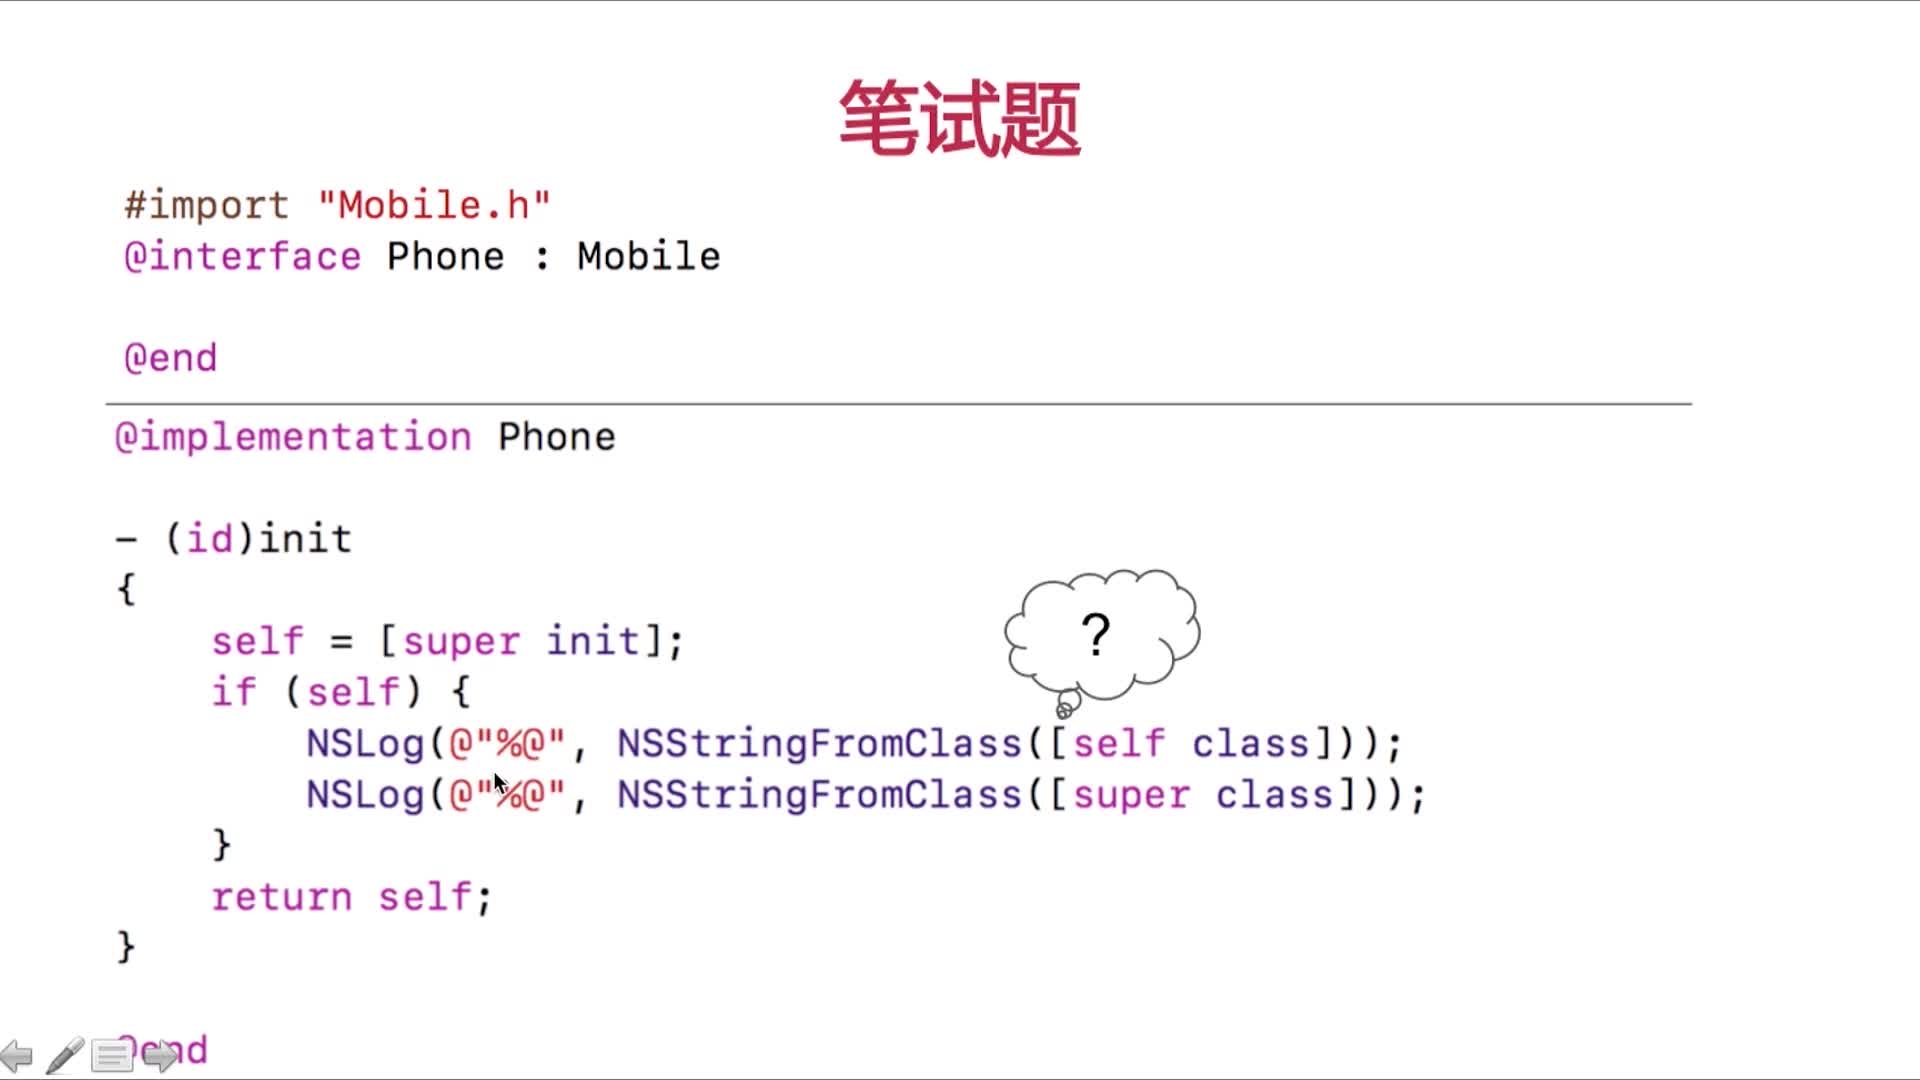 笔试题
#import "Mobile.h"
@interface Phone : Mobile
@end
@implementation Phone
- (id)init
{
self = [super init];
if (self) {
?
NSLog(@"%@", NSStringFromClass([self class]));
NSLog(@"%@", NSStringFromClass([super class]));
}
return self;
}
@end